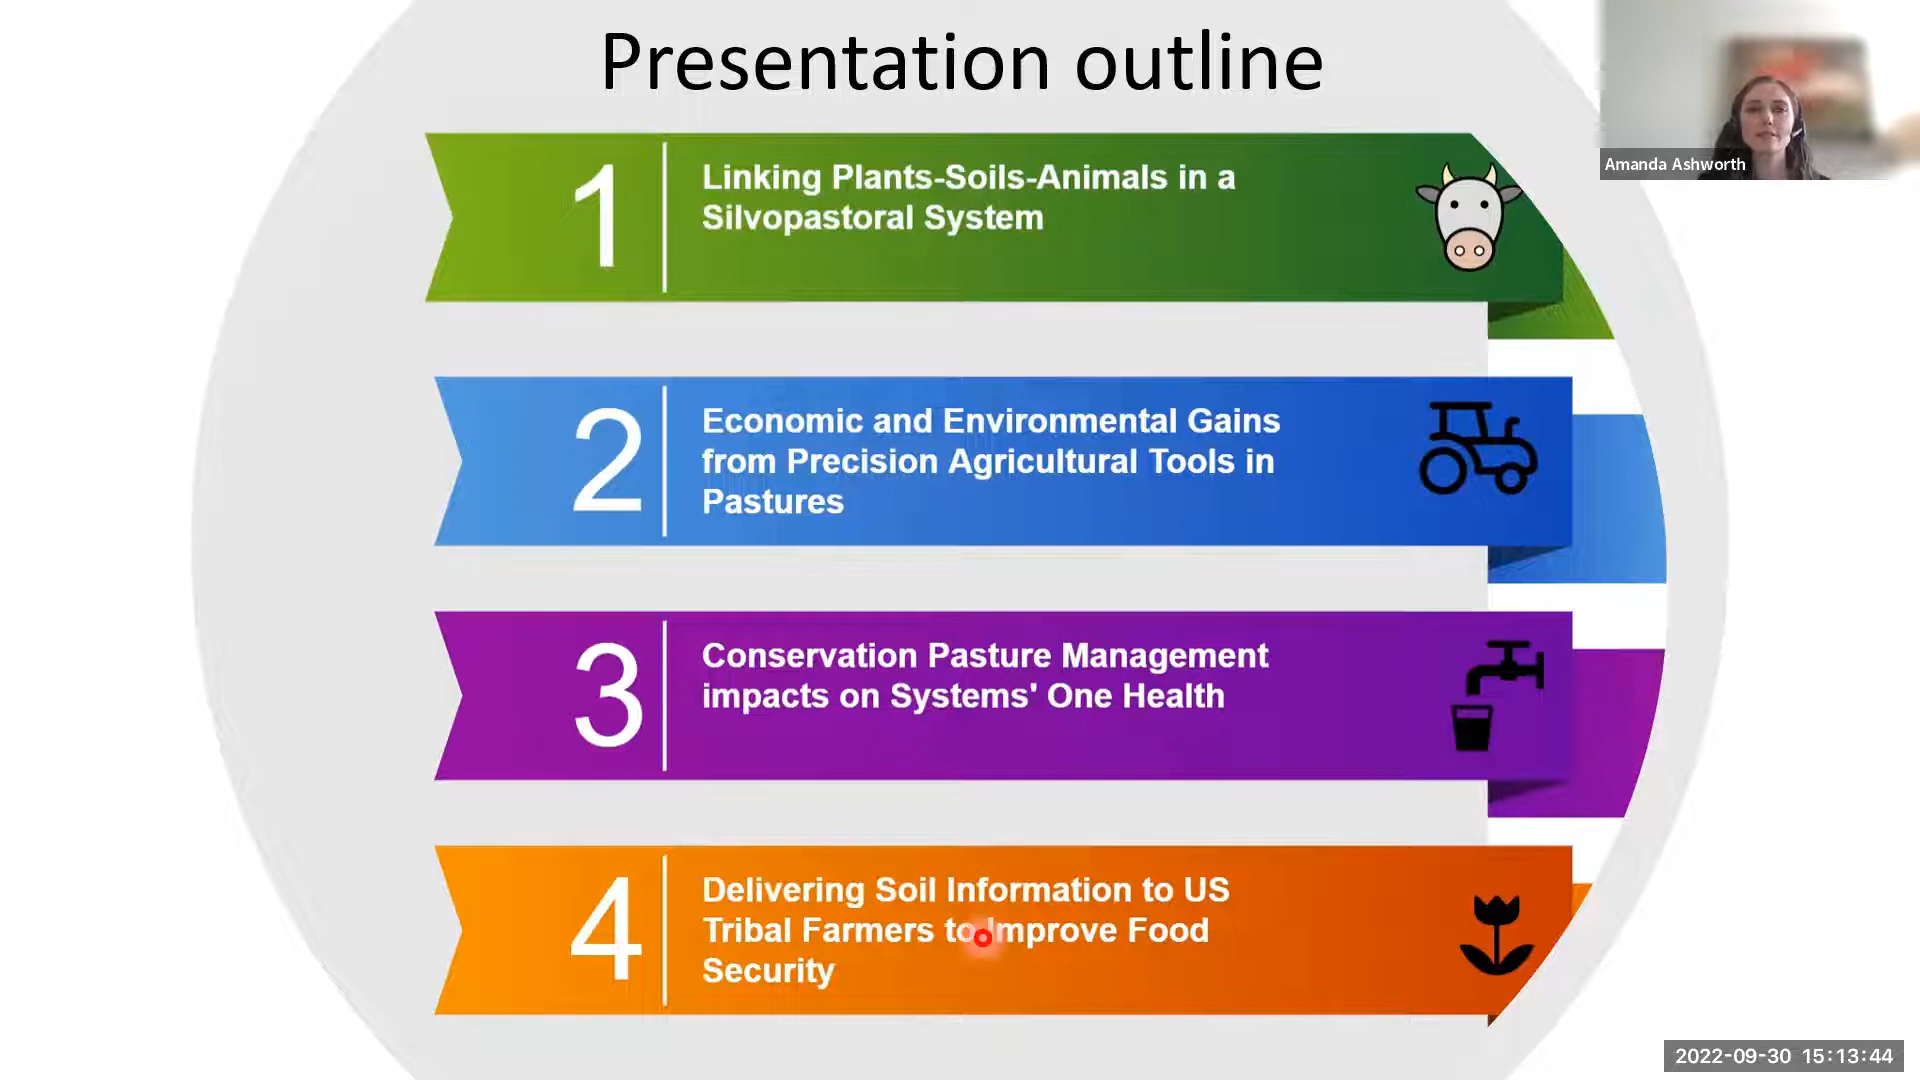 Presentation outline
Amanda Ashworth
1
Linking Plants-Soils-Animals in a
Silvopastoral System
2
Economic and Environmental Gains
from Precision Agricultural Tools in
Pastures
3
Conservation Pasture Management
impacts on Systems' One Health
4
Delivering Soil Information to US
Tribal Farmers to Improve Food
Security
2022-09-30 15:13:44